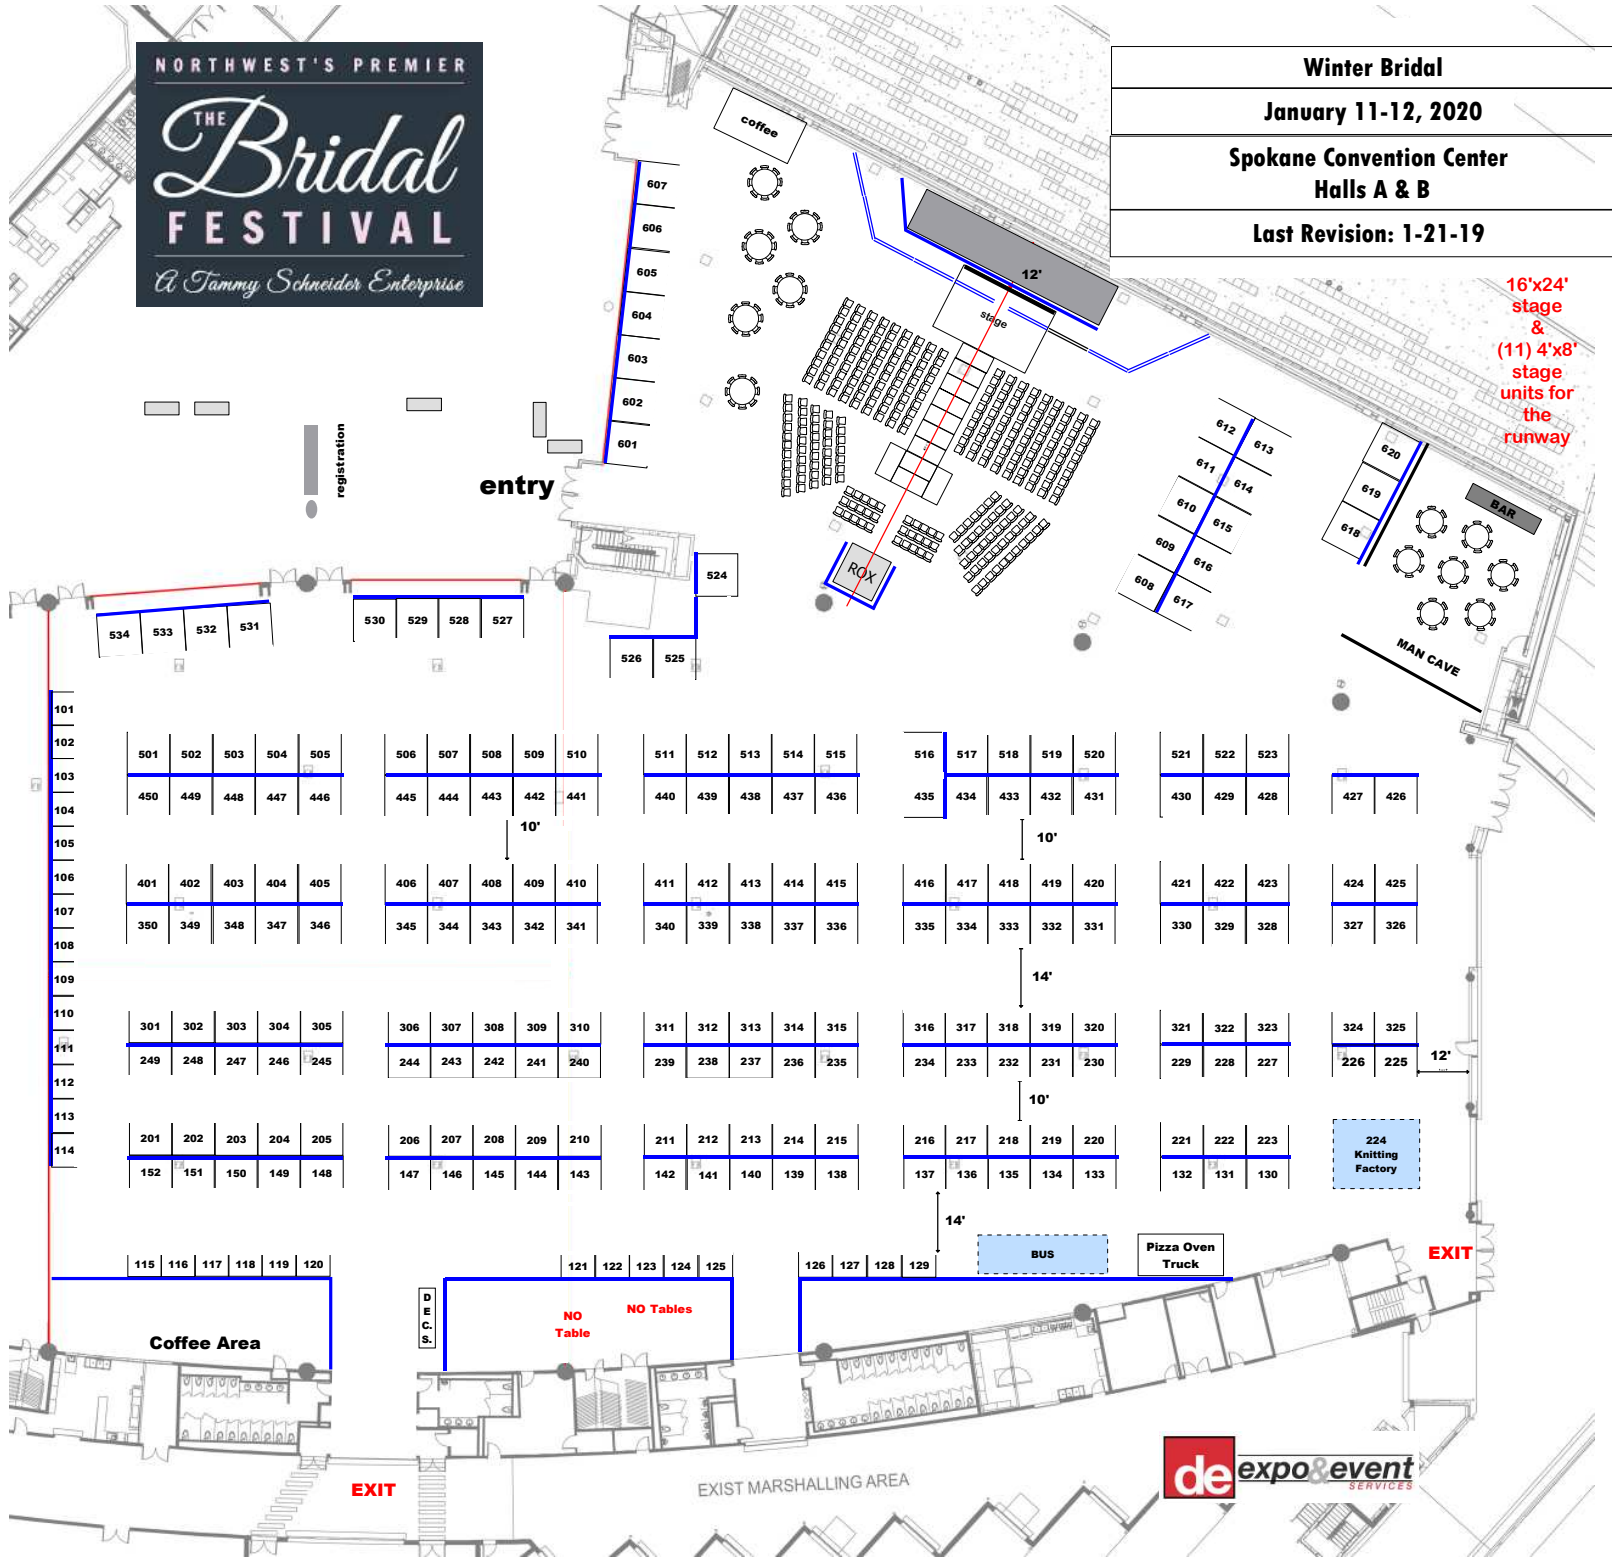 NORTHWEST'S PREMIER
THE
Bridal
FESTIVAL
A Tammy Schneider Enterprise
Winter Bridal
January 11-12, 2020
Spokane Convention Center
Halls A & B
Last Revision: 1-21-19
16'x24'
stage
&
(11) 4'x8'
stage
units for
the
runway
coffee
12'
stage
607
606
605
604
603
602
601
registration
entry
ROX
612 613
611 614
610 615
609 616
608 617
620
619
618
BAR
MAN CAVE
524
526 525
534 533 532 531
530 529 528 527
101
102
103
104
105
106
107
108
109
110
111
112
113
114
501 502 503 504 505 506 507 508 509 510 511 512 513 514 515 516 517 518 519 520 521 522 523
450 449 448 447 446 445 444 443 442 441 440 439 438 437 436 435 434 433 432 431 430 429 428 427 426
10' 10'
401 402 403 404 405 406 407 408 409 410 411 412 413 414 415 416 417 418 419 420 421 422 423 424 425
350 349 348 347 346 345 344 343 342 341 340 339 338 337 336 335 334 333 332 331 330 329 328 327 326
14'
301 302 303 304 305 306 307 308 309 310 311 312 313 314 315 316 317 318 319 320 321 322 323 324 325
249 248 247 246 245 244 243 242 241 240 239 238 237 236 235 234 233 232 231 230 229 228 227 226 225
12'
10'
201 202 203 204 205 206 207 208 209 210 211 212 213 214 215 216 217 218 219 220 221 222 223
152 151 150 149 148 147 146 145 144 143 142 141 140 139 138 137 136 135 134 133 132 131 130
224
Knitting
Factory
14'
115 116 117 118 119 120 121 122 123 124 125 126 127 128 129
BUS
Pizza Oven
Truck
EXIT
D
E
C.
S.
NO
Table
NO Tables
Coffee Area
EXIT
EXIST MARSHALLING AREA
de expo&event
SERVICES